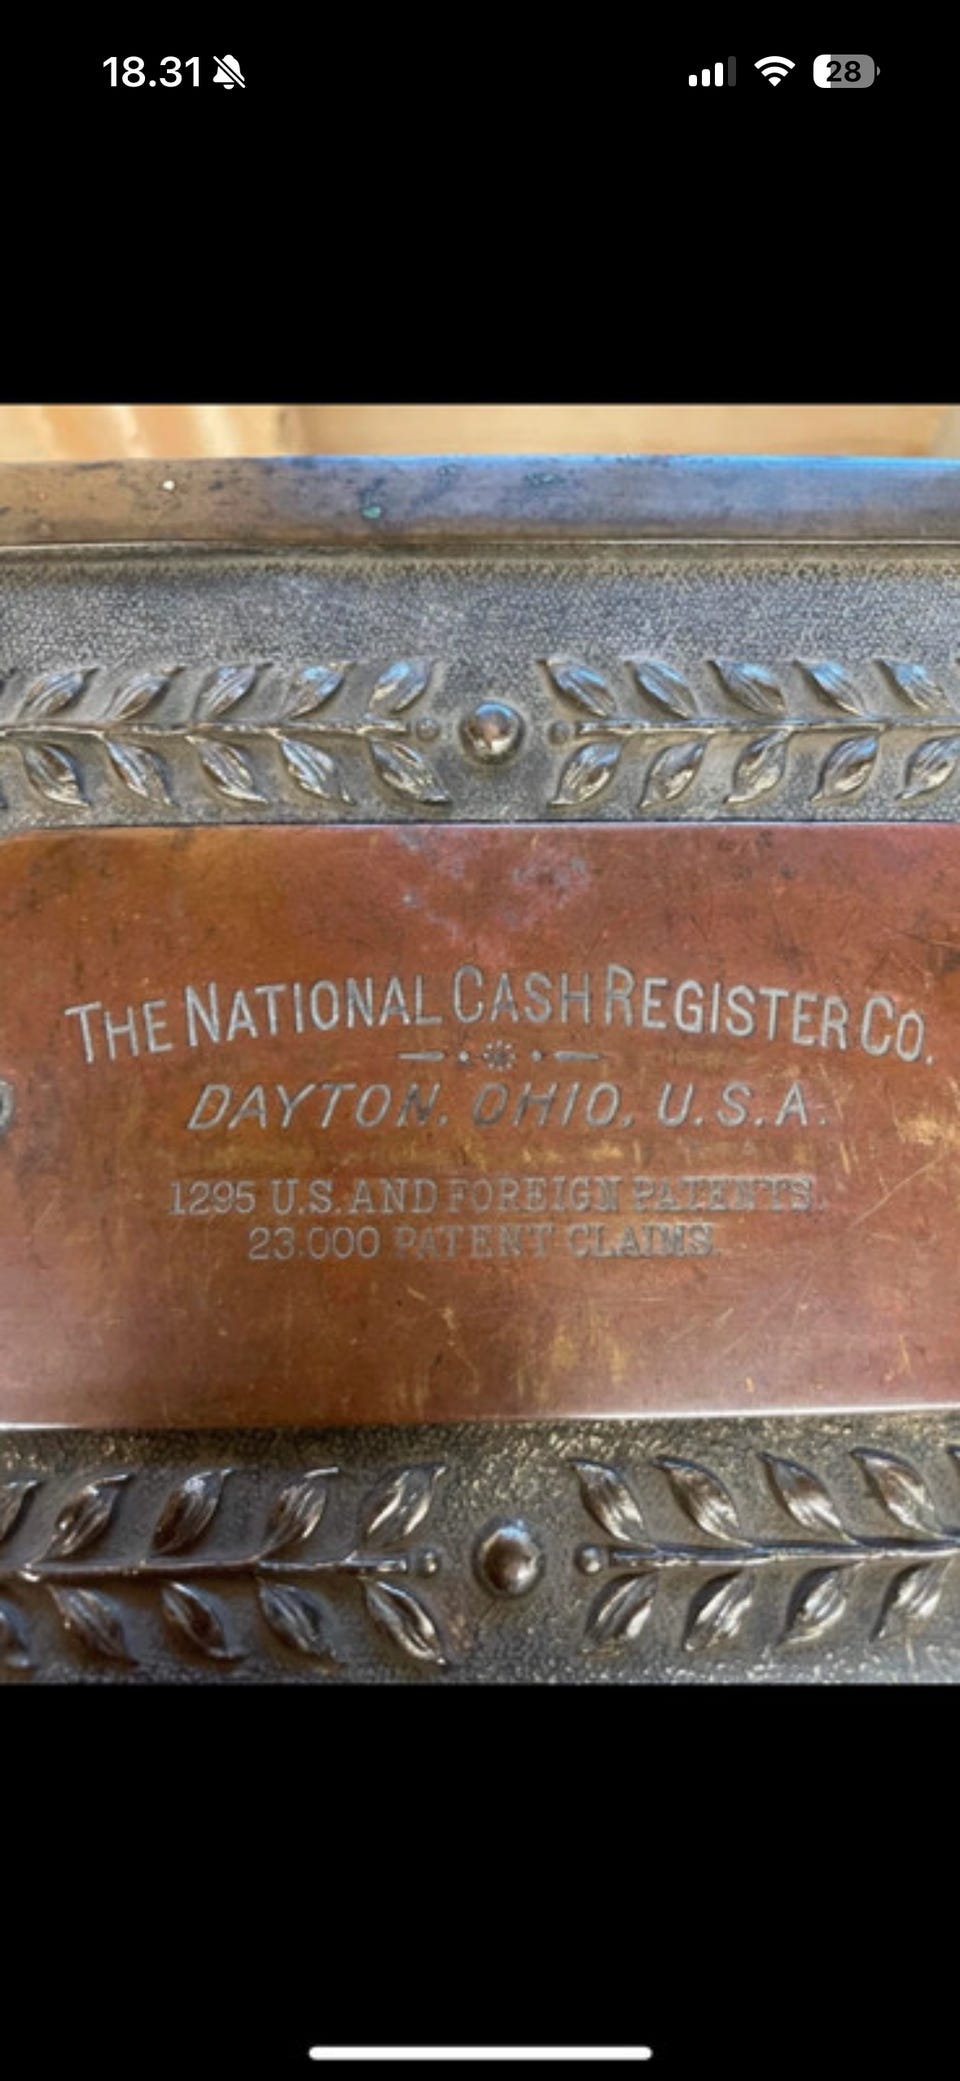 18.31
28
THE NATIONAL CASH REGISTER CO.
DAYTON, OHIO, U.S.A.
1295 U.S. AND FOREIGN PATENTS.
23.000 PATENT CLAIMS.